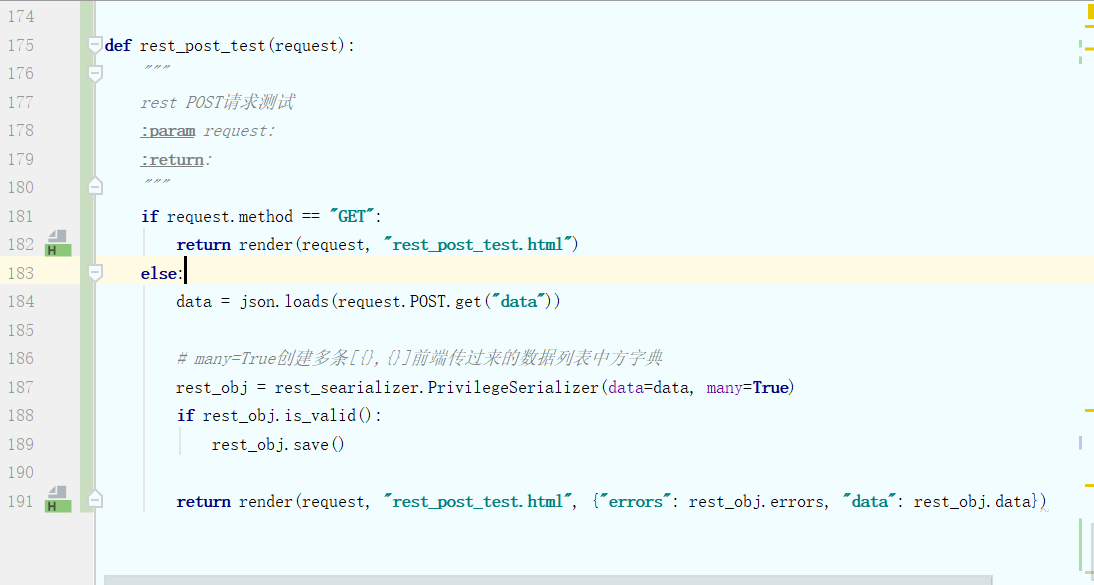 174
175 def rest_post_test(request):
176 """
177 rest POST请求测试
178 :param request:
179 :return:
180 """
181 if request.method == "GET":
182 H return render(request, "rest_post_test.html")
183 else:
184 data = json.loads(request.POST.get("data"))
185
186 # many=True创建多条[{},{}]前端传过来的数据列表中方字典
187 rest_obj = rest_searializer.PrivilegeSerializer(data=data, many=True)
188 if rest_obj.is_valid():
189 rest_obj.save()
190
191 H return render(request, "rest_post_test.html", {"errors": rest_obj.errors, "data": rest_obj.data})